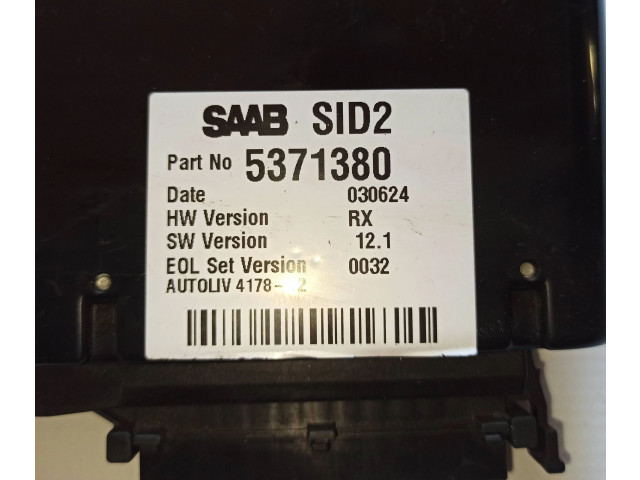 SAAB SID2
Part No 5371380
Date 030624
HW Version RX
SW Version 12.1
EOL Set Version 0032
AUTOLIV 4178-